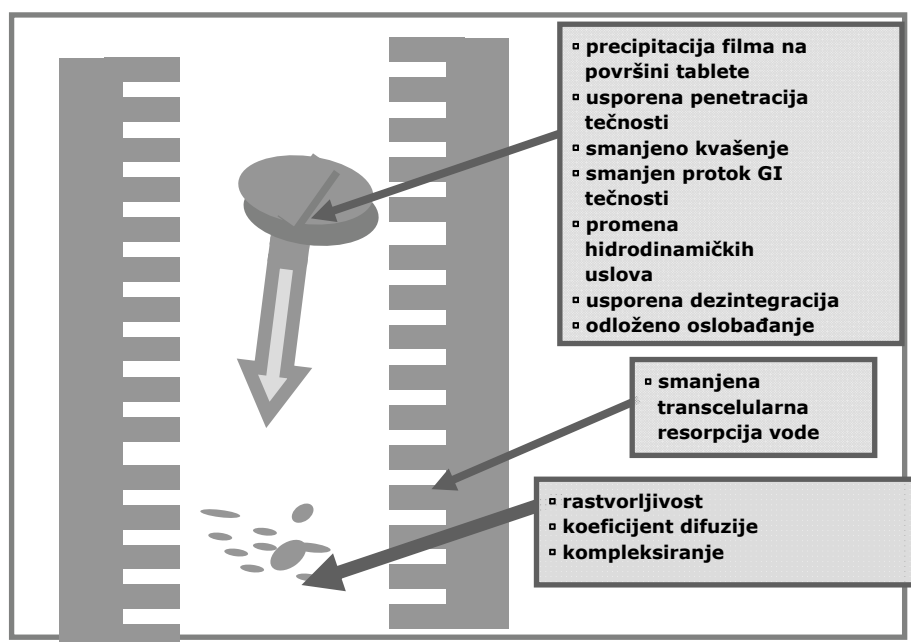 ▫ precipitacija filma na
površini tablete
▫ usporena penetracija
tečnosti
▫ smanjeno kvašenje
▫ smanjen protok GI
tečnosti
▫ promena
hidrodinamičkih
uslova
▫ usporena dezintegracija
▫ odloženo oslobađanje
▫ smanjena
transcelularna
resorpcija vode
▫ rastvorljivost
▫ koeficijent difuzije
▫ kompleksiranje